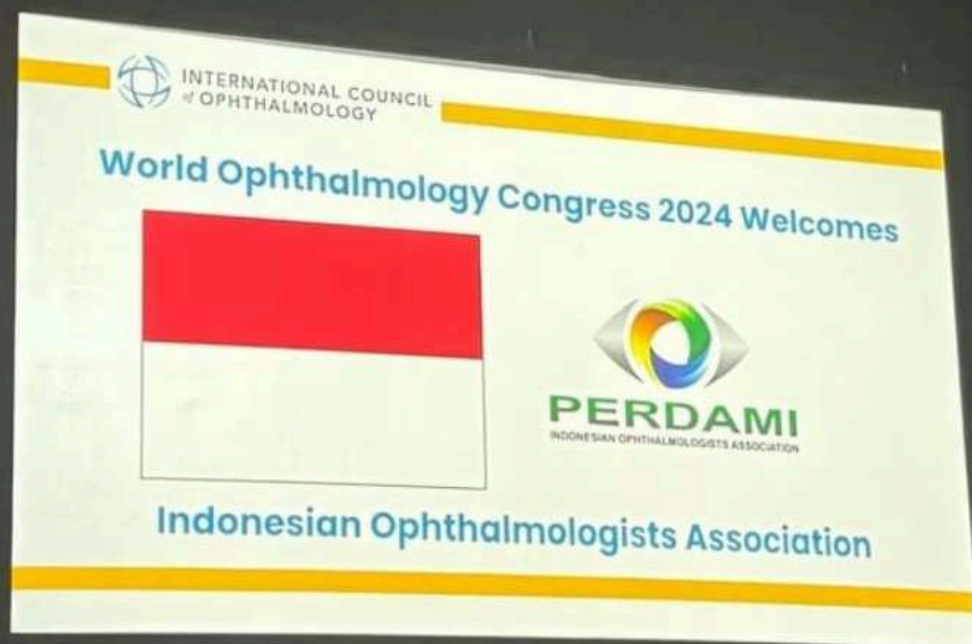 INTERNATIONAL COUNCIL
of OPHTHALMOLOGY
World Ophthalmology Congress 2024 Welcomes
PERDAMI
INDONESIAN OPHTHALMOLOGISTS ASSOCIATION
Indonesian Ophthalmologists Association